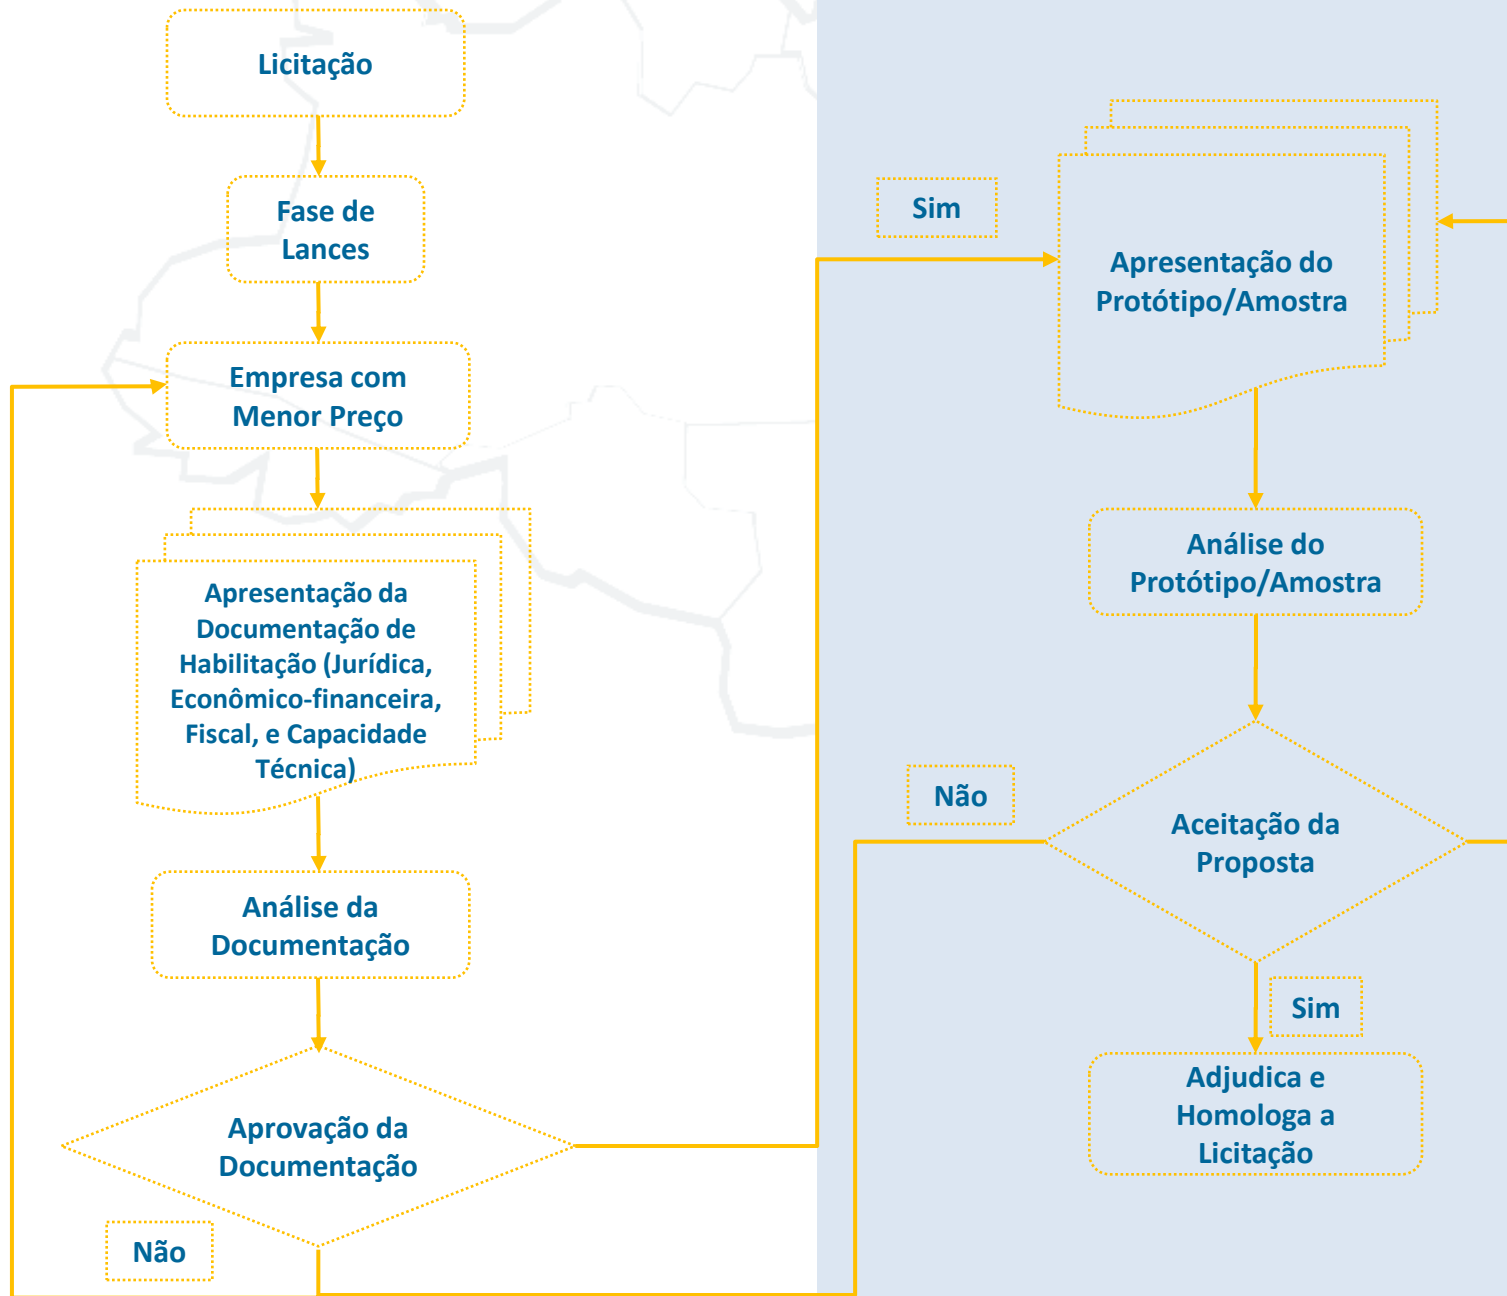 Licitação
Fase de
Lances
Empresa com
Menor Preço
Apresentação da
Documentação de
Habilitação (Jurídica,
Econômico-financeira,
Fiscal, e Capacidade
Técnica)
Análise da
Documentação
Aprovação da
Documentação
Não
Sim
Apresentação do
Protótipo/Amostra
Análise do
Protótipo/Amostra
Não
Aceitação da
Proposta
Sim
Adjudica e
Homologa a
Licitação